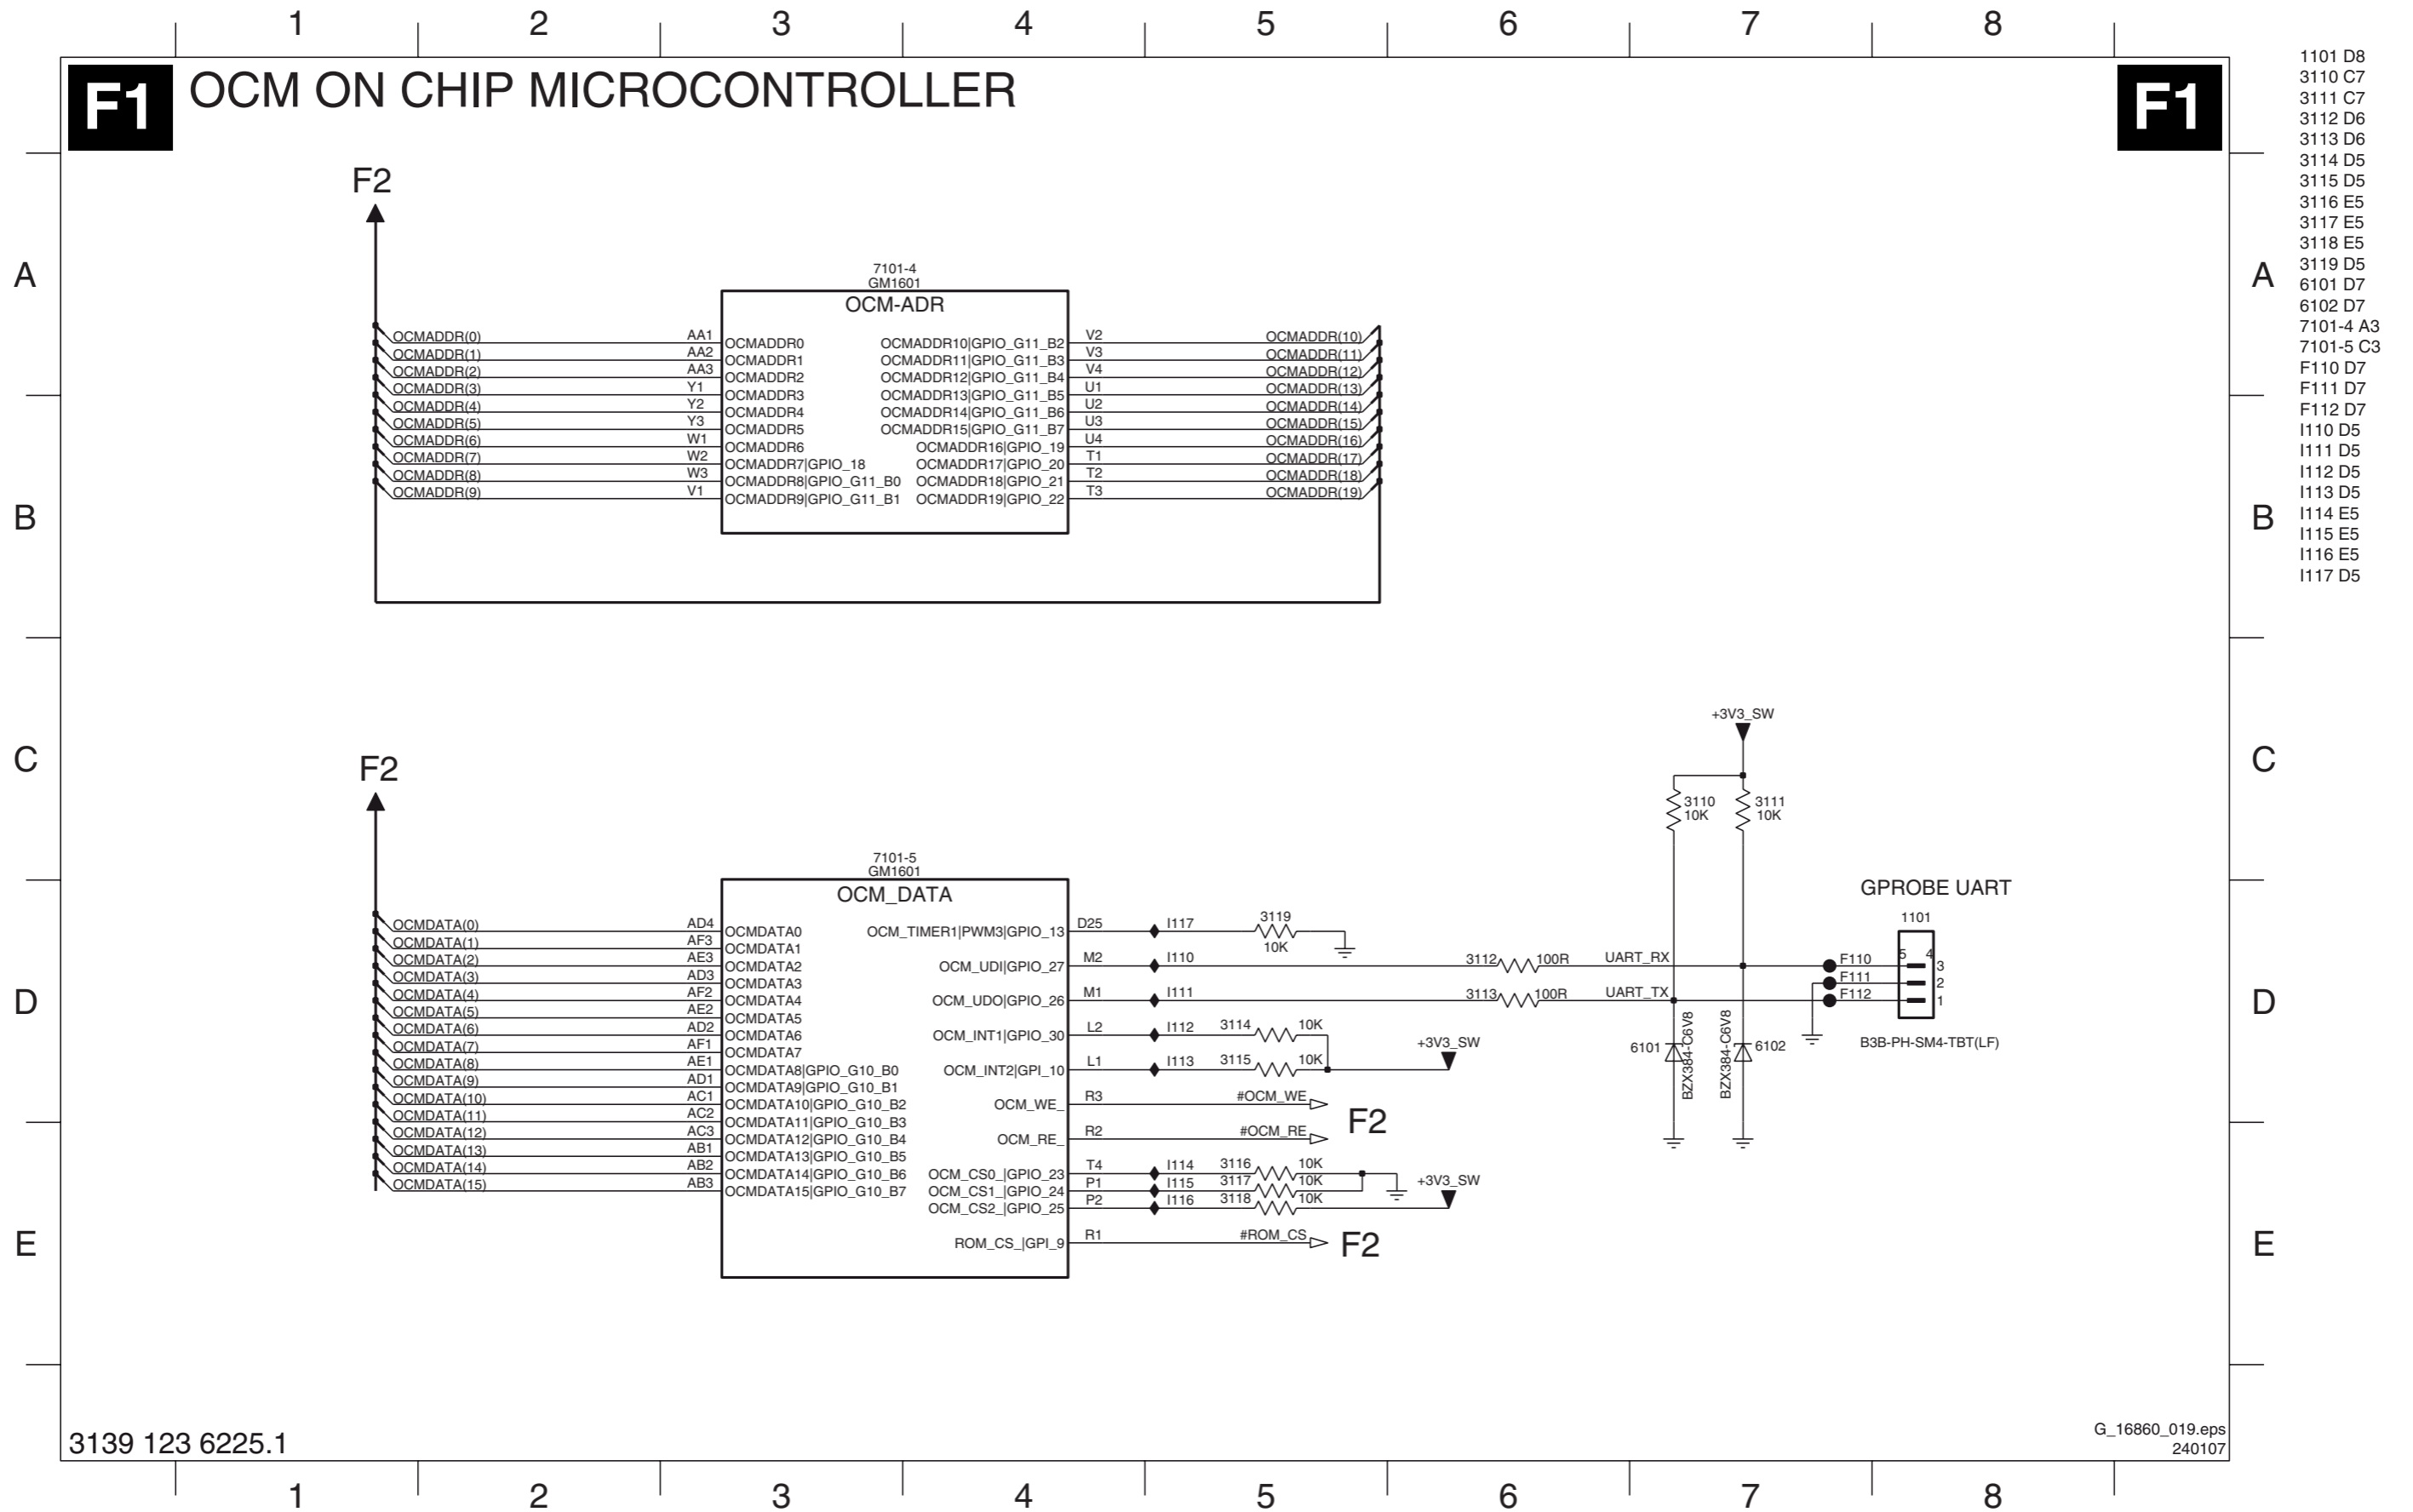 1 2 3 4 5 6 7 8
F1 OCM ON CHIP MICROCONTROLLER F1
1101 D8
3110 C7
3111 C7
3112 D6
3113 D6
3114 D5
3115 D5
3116 E5
3117 E5
3118 E5
3119 D5
6101 D7
6102 D7
7101-4 A3
7101-5 C3
F110 D7
F111 D7
F112 D7
I110 D5
I111 D5
I112 D5
I113 D5
I114 E5
I115 E5
I116 E5
I117 D5
F2
A A
7101-4
GM1601
OCM-ADR
OCMADDR(0) AA1 OCMADDR0 OCMADDR10|GPIO_G11_B2 V2 OCMADDR(10)
OCMADDR(1) AA2 OCMADDR1 OCMADDR11|GPIO_G11_B3 V3 OCMADDR(11)
OCMADDR(2) AA3 OCMADDR2 OCMADDR12|GPIO_G11_B4 V4 OCMADDR(12)
OCMADDR(3) Y1 OCMADDR3 OCMADDR13|GPIO_G11_B5 U1 OCMADDR(13)
OCMADDR(4) Y2 OCMADDR4 OCMADDR14|GPIO_G11_B6 U2 OCMADDR(14)
OCMADDR(5) Y3 OCMADDR5 OCMADDR15|GPIO_G11_B7 U3 OCMADDR(15)
OCMADDR(6) W1 OCMADDR6 OCMADDR16|GPIO_19 U4 OCMADDR(16)
OCMADDR(7) W2 OCMADDR7|GPIO_18 OCMADDR17|GPIO_20 T1 OCMADDR(17)
OCMADDR(8) W3 OCMADDR8|GPIO_G11_B0 OCMADDR18|GPIO_21 T2 OCMADDR(18)
OCMADDR(9) V1 OCMADDR9|GPIO_G11_B1 OCMADDR19|GPIO_22 T3 OCMADDR(19)
B B
+3V3_SW
C C
F2
3110 3111
10K 10K
7101-5
GM1601
OCM_DATA
GPROBE UART
1101
OCMDATA(0) AD4 OCMDATA0 OCM_TIMER1|PWM3|GPIO_13 D25 I117 3119 10K
OCMDATA(1) AF3 OCMDATA1
OCMDATA(2) AE3 OCMDATA2 OCM_UDI|GPIO_27 M2 I110 3112 100R UART_RX F110 5 4 3
OCMDATA(3) AD3 OCMDATA3 F111 2
OCMDATA(4) AF2 OCMDATA4 OCM_UDO|GPIO_26 M1 I111 3113 100R UART_TX F112 1
D D
OCMDATA(5) AE2 OCMDATA5
OCMDATA(6) AD2 OCMDATA6 OCM_INT1|GPIO_30 L2 I112 3114 10K
+3V3_SW 6101 BZX384-C6V8 BZX384-C6V8 6102 B3B-PH-SM4-TBT(LF)
OCMDATA(7) AF1 OCMDATA7
OCMDATA(8) AE1 OCMDATA8|GPIO_G10_B0 OCM_INT2|GPI_10 L1 I113 3115 10K
OCMDATA(9) AD1 OCMDATA9|GPIO_G10_B1
OCMDATA(10) AC1 OCMDATA10|GPIO_G10_B2 OCM_WE_ R3 #OCM_WE
OCMDATA(11) AC2 OCMDATA11|GPIO_G10_B3 F2
OCMDATA(12) AC3 OCMDATA12|GPIO_G10_B4 OCM_RE_ R2 #OCM_RE
OCMDATA(13) AB1 OCMDATA13|GPIO_G10_B5
OCMDATA(14) AB2 OCMDATA14|GPIO_G10_B6 OCM_CS0_|GPIO_23 T4 I114 3116 10K
OCMDATA(15) AB3 OCMDATA15|GPIO_G10_B7 OCM_CS1_|GPIO_24 P1 I115 3117 10K +3V3_SW
OCM_CS2_|GPIO_25 P2 I116 3118 10K
E E
ROM_CS_|GPI_9 R1 #ROM_CS F2
3139 123 6225.1
G_16860_019.eps
240107
1 2 3 4 5 6 7 8